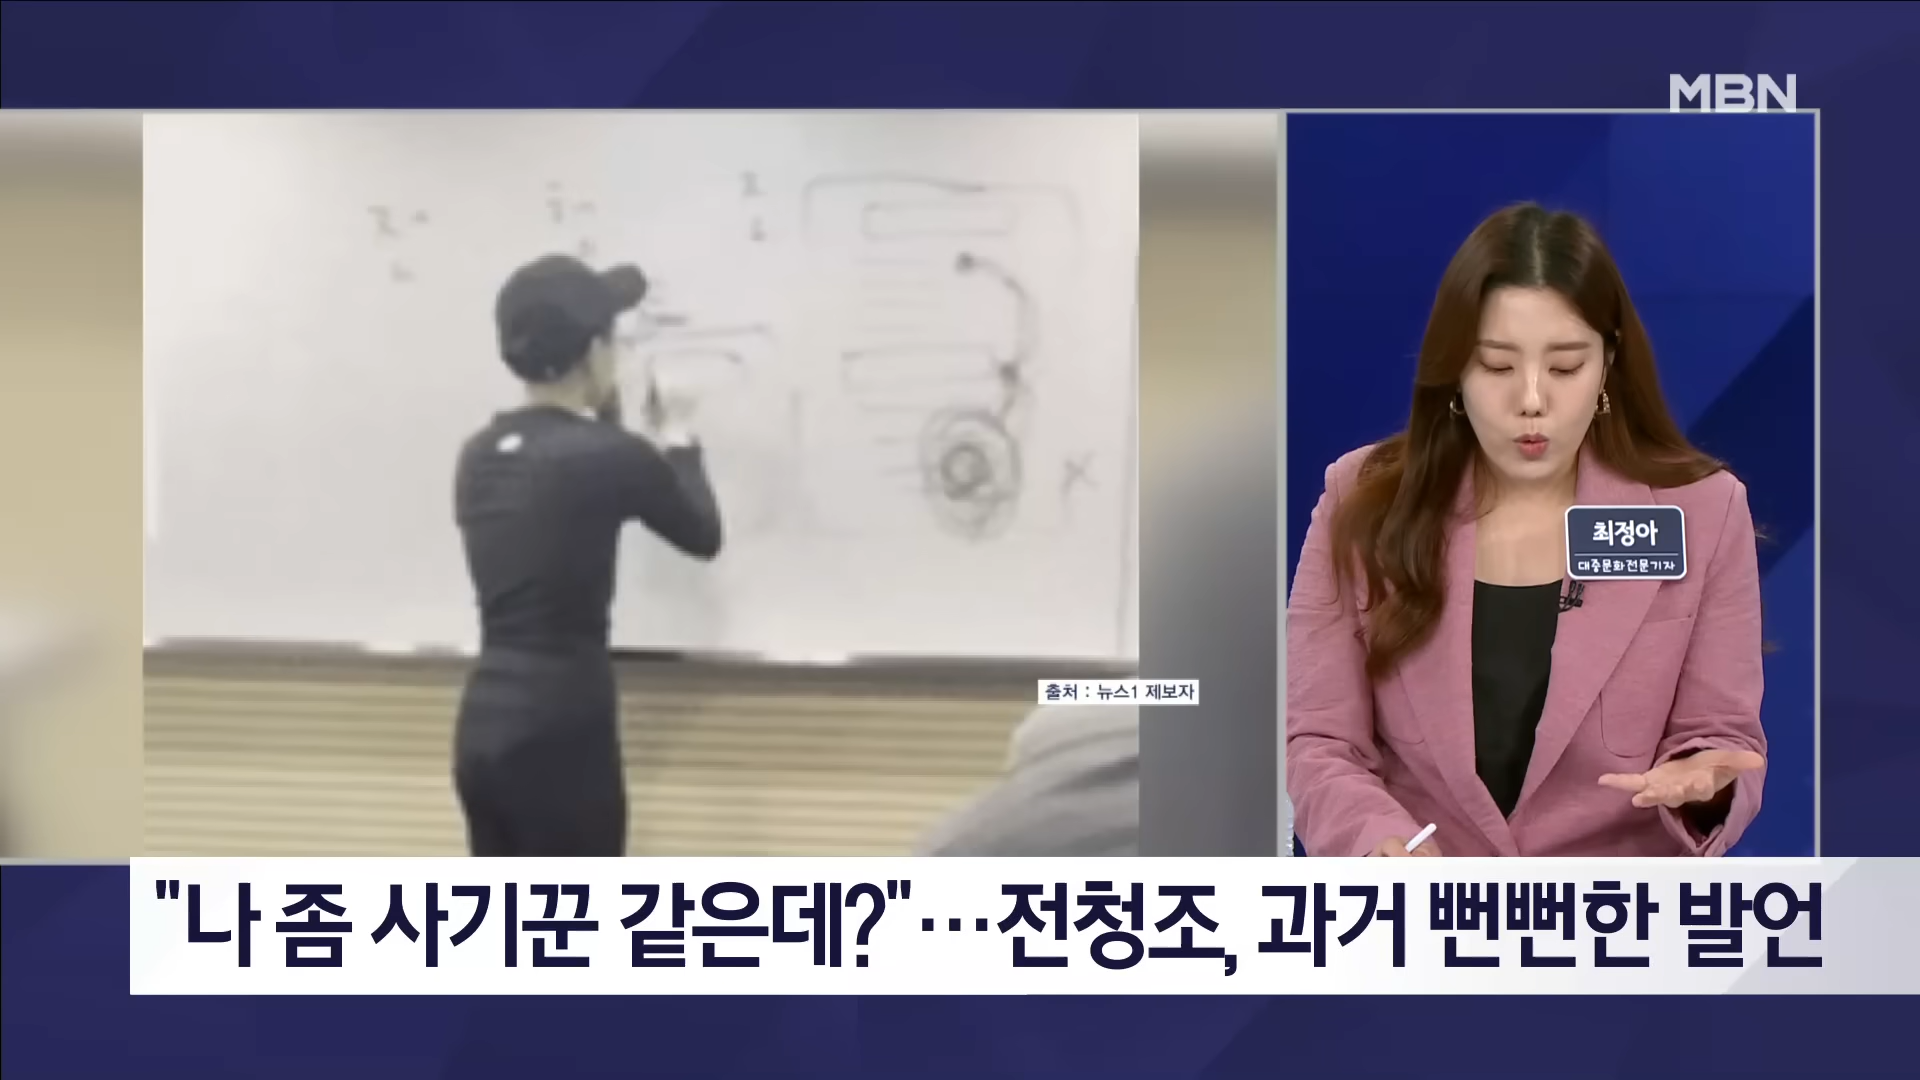 MBN
최정아
대중문화전문기자
출처 : 뉴스1 제보자
"나 좀 사기꾼 같은데?"…전청조, 과거 뻔뻔한 발언